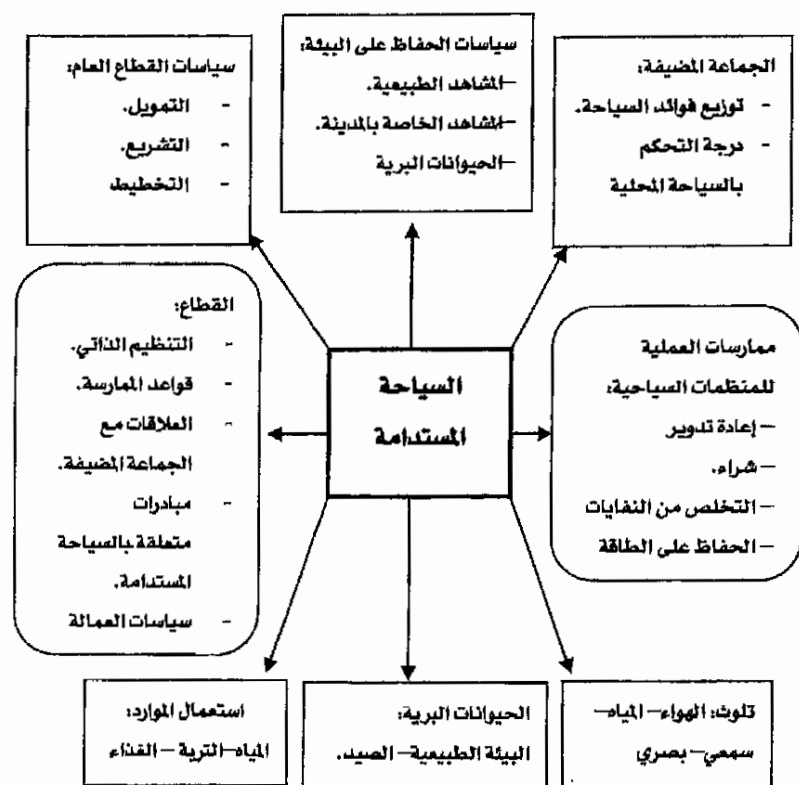 الجماعة المضيفة:
- توزيع فوائد السياحة.
- درجة التحكم
بالسياحة المحلية
سياسات الحفاظ على البيئة:
–المشاهد الطبيعية.
–المشاهد الخاصة بالمدينة.
–الحيوانات البرية
سياسات القطاع العام:
- التمويل.
- التشريع.
- التخطيط
ممارسات العملية
للمنظمات السياحية:
– إعادة تدوير
– شراء.
– التخلص من النفايات
– الحفاظ على الطاقة
السياحة
المستدامة
القطاع:
- التنظيم الذاتي.
- قواعد الممارسة.
- العلاقات مع
الجماعة المضيفة.
- مبادرات
متعلقة بالسياحة
المستدامة.
- سياسات العمالة
تلوث: الهواء– المياه–
سمعي– بصري
الحيوانات البرية:
البيئة الطبيعية– الصيد.
استعمال الموارد:
المياه–التربة – الغذاء